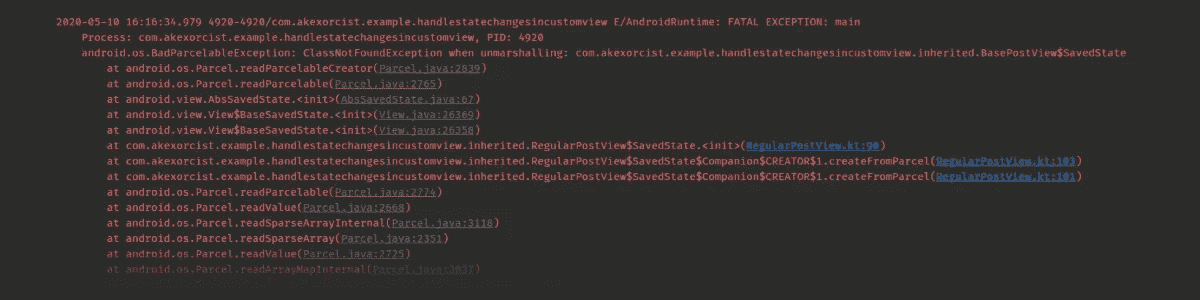 2020-05-10 16:16:34.979 4920-4920/com.akexorcist.example.handlestatechangesincustomview E/AndroidRuntime: FATAL EXCEPTION: main
Process: com.akexorcist.example.handlestatechangesincustomview, PID: 4920
android.os.BadParcelableException: ClassNotFoundException when unmarshalling: com.akexorcist.example.handlestatechangesincustomview.inherited.BasePostView$SavedState
at android.os.Parcel.readParcelableCreator(Parcel.java:2839)
at android.os.Parcel.readParcelable(Parcel.java:2765)
at android.view.AbsSavedState.<init>(AbsSavedState.java:67)
at android.view.View$BaseSavedState.<init>(View.java:26369)
at android.view.View$BaseSavedState.<init>(View.java:26358)
at com.akexorcist.example.handlestatechangesincustomview.inherited.RegularPostView$SavedState.<init>(RegularPostView.kt:90)
at com.akexorcist.example.handlestatechangesincustomview.inherited.RegularPostView$SavedState$Companion$CREATOR$1.createFromParcel(RegularPostView.kt:103)
at com.akexorcist.example.handlestatechangesincustomview.inherited.RegularPostView$SavedState$Companion$CREATOR$1.createFromParcel(RegularPostView.kt:101)
at android.os.Parcel.readParcelable(Parcel.java:2774)
at android.os.Parcel.readValue(Parcel.java:2668)
at android.os.Parcel.readSparseArrayInternal(Parcel.java:3118)
at android.os.Parcel.readSparseArray(Parcel.java:2351)
at android.os.Parcel.readValue(Parcel.java:2725)
at android.os.Parcel.readArrayMapInternal(Parcel.java:3037)